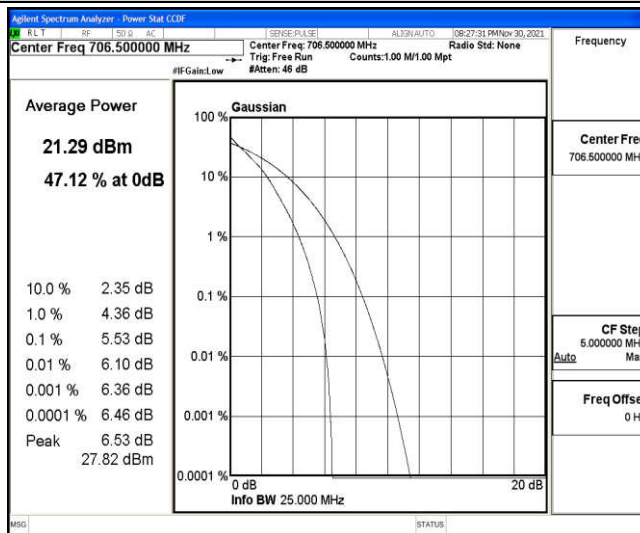 Agilent Spectrum Analyzer - Power Stat CCDF
R L T RF 50 Ω AC SENSE:PULSE ALIGNAUTO 08:27:31 PMNov 30, 2021
Center Freq 706.500000 MHz
Center Freq: 706.500000 MHz Radio Std: None
Trig: Free Run Counts:1.00 M/1.00 Mpt
#IFGain:Low #Atten: 46 dB
Frequency
Average Power
21.29 dBm
47.12 % at 0dB
10.0 % 2.35 dB
1.0 % 4.36 dB
0.1 % 5.53 dB
0.01 % 6.10 dB
0.001 % 6.36 dB
0.0001 % 6.46 dB
Peak 6.53 dB
27.82 dBm
Gaussian
100 %
10 %
1 %
0.1 %
0.01 %
0.001 %
0.0001 %
0 dB 20 dB
Info BW 25.000 MHz
Center Fre
706.500000 MH
CF Step
5.000000 MH
Auto Ma
Freq Offse
0 H
MSG STATUS